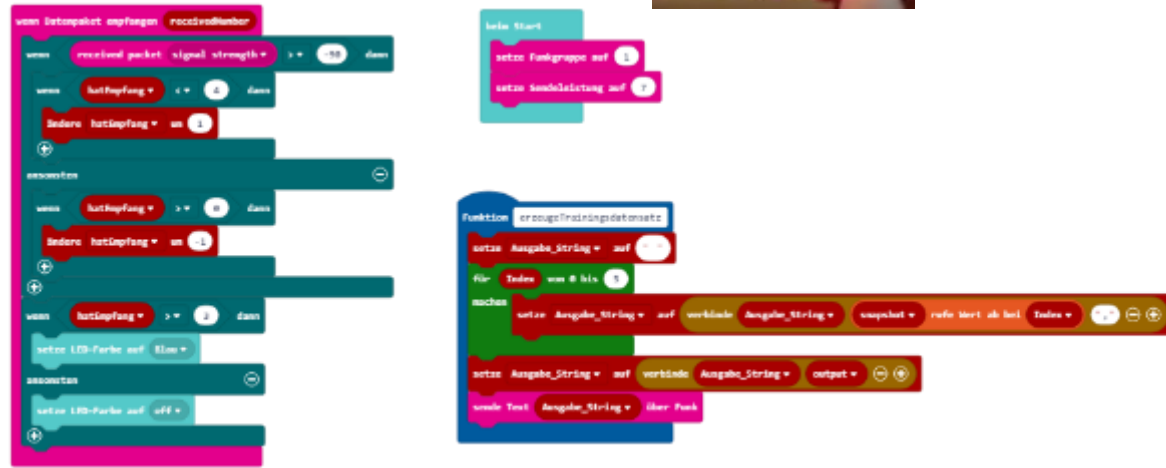 wenn Datenpaket empfangen receivedNumber
wenn received packet signal strength > -90 dann
wenn hatEmpfang < 4 dann
ändere hatEmpfang um 1
ansonsten
wenn hatEmpfang > 0 dann
ändere hatEmpfang um -1
wenn hatEmpfang > 2 dann
setze LED-Farbe auf Blau
ansonsten
setze LED-Farbe auf off
beim Start
setze Funkgruppe auf 1
setze Sendeleistung auf 7
Funktion erzeugeTrainingsdatensatz
setze Ausgabe_String auf " "
für Index von 0 bis 5
machen
setze Ausgabe_String auf verbinde Ausgabe_String snapshot rufe Wert ab bei Index ","
setze Ausgabe_String auf verbinde Ausgabe_String output
sende Text Ausgabe_String über Funk